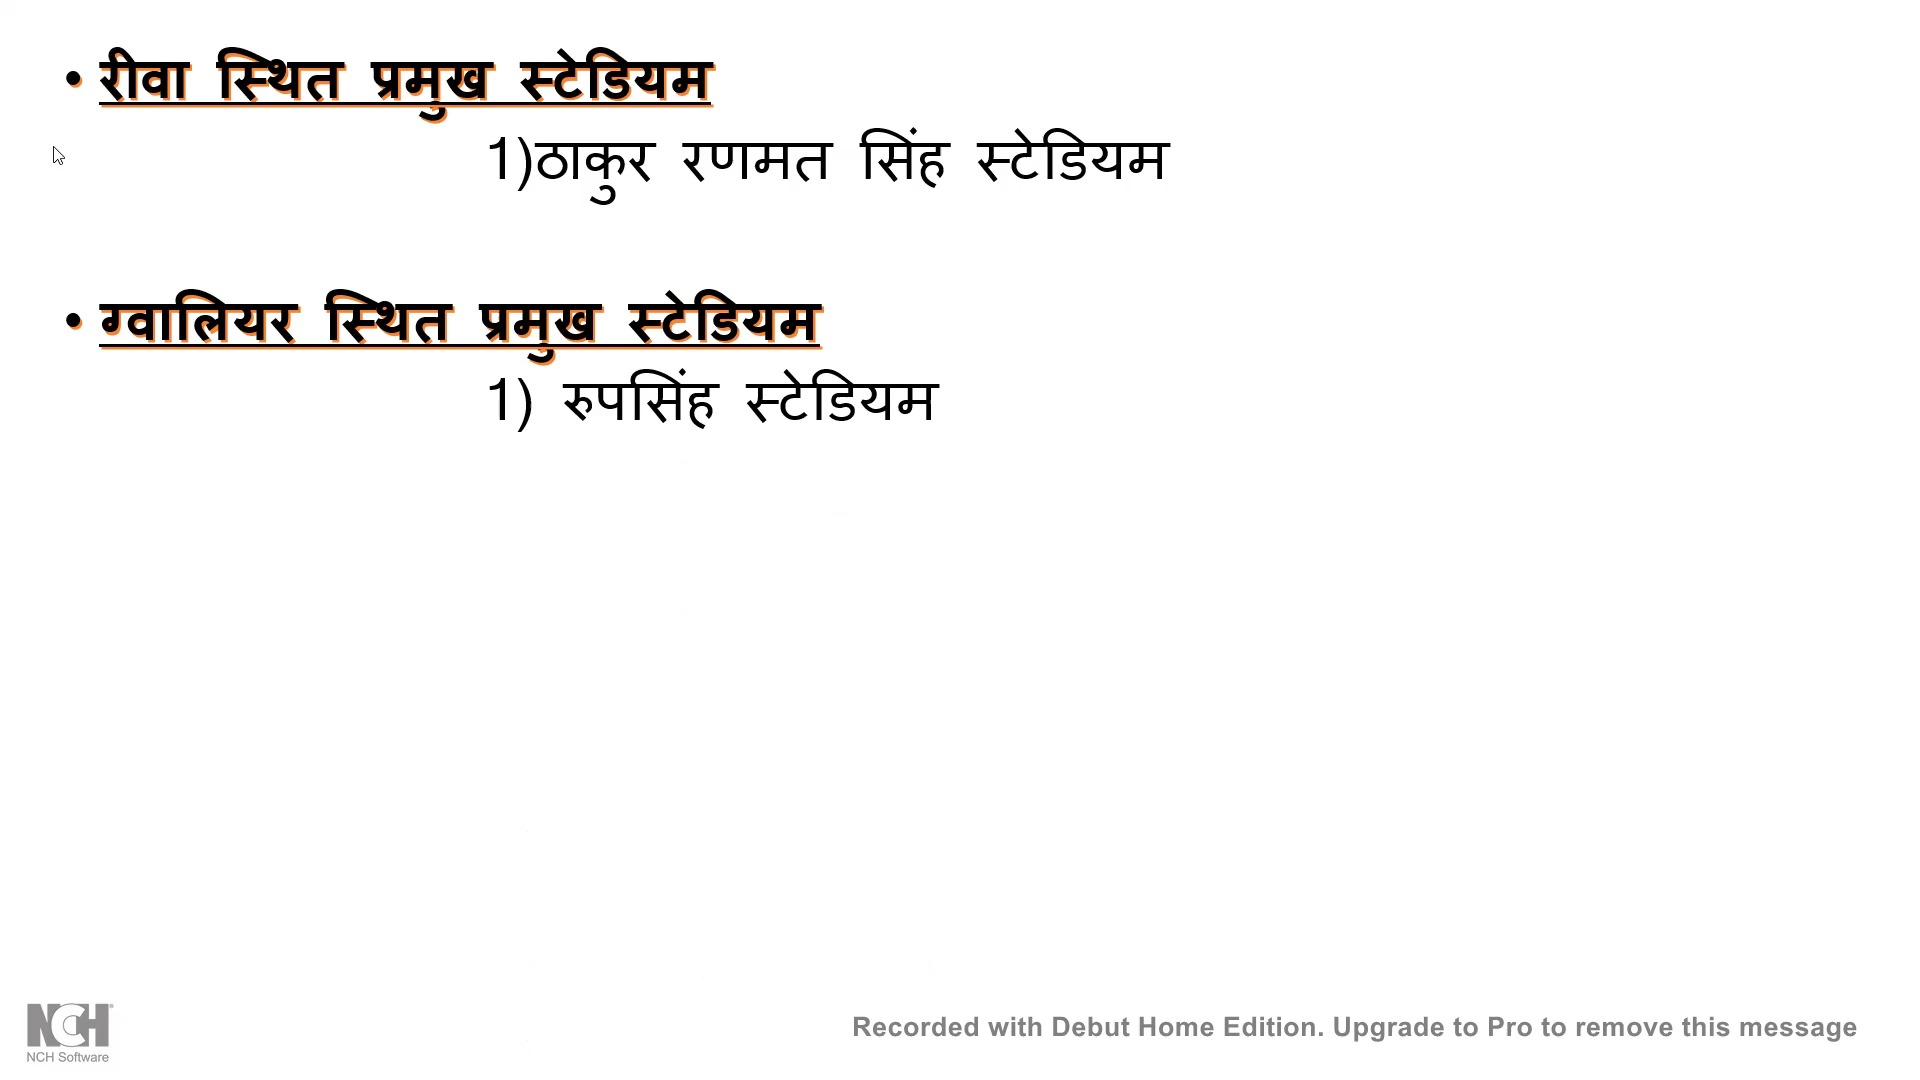 • रीवा स्थित प्रमुख स्टेडियम
1)ठाकुर रणमत सिंह स्टेडियम
• ग्वालियर स्थित प्रमुख स्टेडियम
1) रुपसिंह स्टेडियम
NCH
NCH Software
Recorded with Debut Home Edition. Upgrade to Pro to remove this message